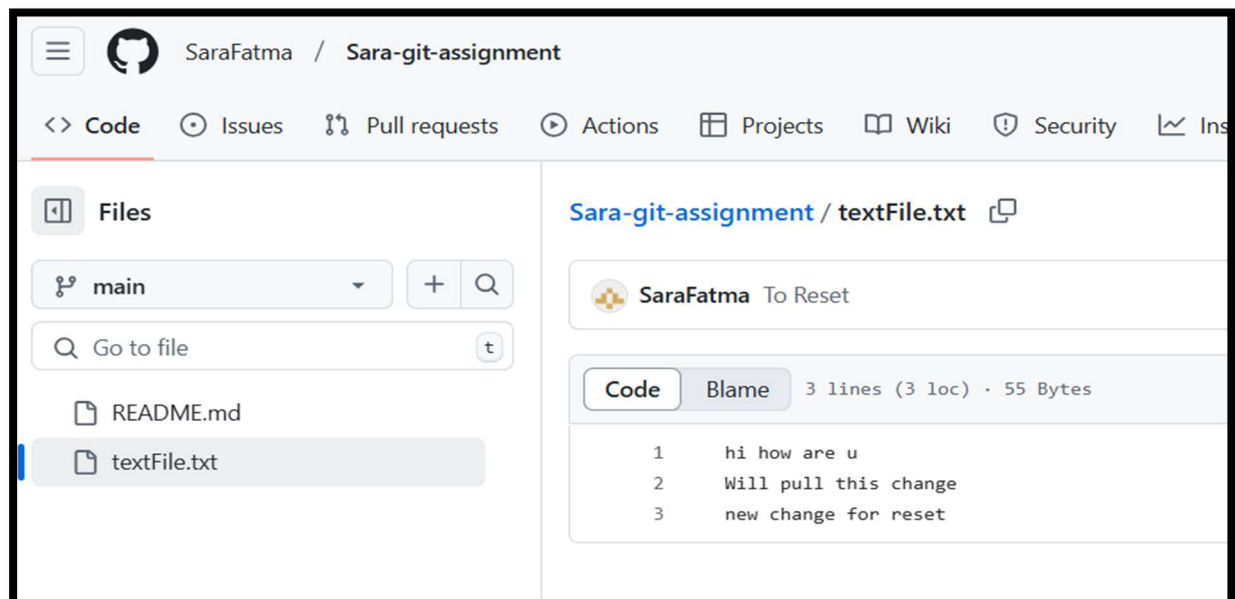 SaraFatma / Sara-git-assignment
Code Issues Pull requests Actions Projects Wiki Security
Files
Sara-git-assignment / textFile.txt
main
SaraFatma To Reset
Go to file t
Code Blame 3 lines (3 loc) · 55 Bytes
README.md
textFile.txt
1 hi how are u
2 Will pull this change
3 new change for reset